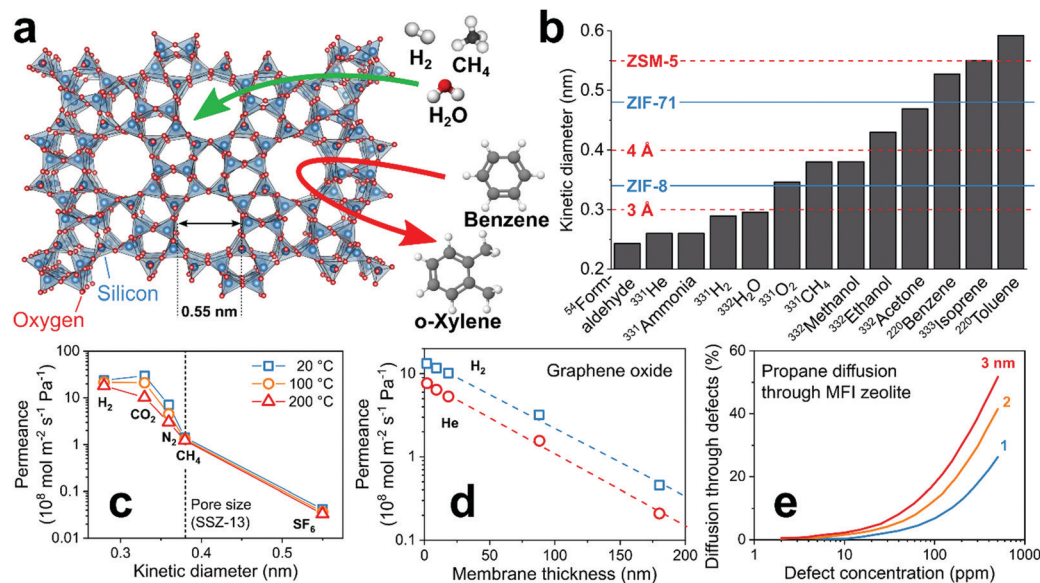 a
H2
CH4
H2O
Benzene
o-Xylene
Silicon
Oxygen
0.55 nm
b
Kinetic diameter (nm)
0.6
0.5
0.4
0.3
0.2
ZSM-5
ZIF-71
4 Å
ZIF-8
3 Å
54Form-
aldehyde
331He
331Ammonia
331H2
332H2O
331O2
331CH4
332Methanol
332Ethanol
332Acetone
220Benzene
333Isoprene
220Toluene
c
Permeance
(10⁸ mol m⁻² s⁻¹ Pa⁻¹)
100
10
1
0.1
0.01
20 °C
100 °C
200 °C
H2
CO2
N2
CH4
SF6
Pore size
(SSZ-13)
0.3
0.4
0.5
Kinetic diameter (nm)
d
Permeance
(10⁸ mol m⁻² s⁻¹ Pa⁻¹)
10
1
0.1
H2
Graphene oxide
He
0
50
100
150
200
Membrane thickness (nm)
e
Diffusion through defects (%)
60
40
20
0
Propane diffusion
through MFI zeolite
3 nm
2
1
1
10
100
1000
Defect concentration (ppm)